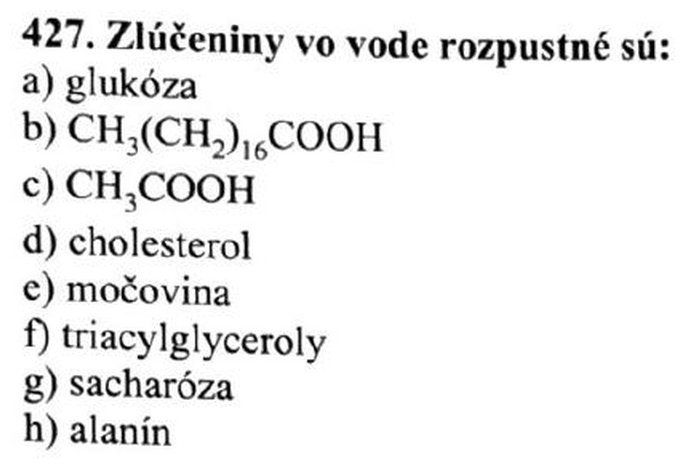 427. Zlúčeniny vo vode rozpustné sú:
a) glukóza
b) CH₃(CH₂)₁₆COOH
c) CH₃COOH
d) cholesterol
e) močovina
f) triacylglyceroly
g) sacharóza
h) alanín